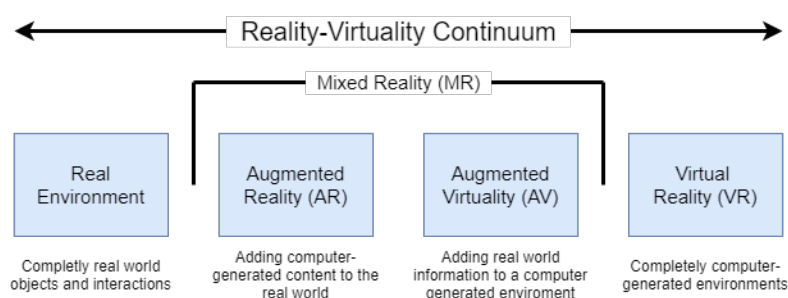 Reality-Virtuality Continuum
Mixed Reality (MR)
Real
Environment
Augmented
Reality (AR)
Augmented
Virtuality (AV)
Virtual
Reality (VR)
Completly real world
objects and interactions
Adding computer-
generated content to the
real world
Adding real world
information to a computer
generated enviroment
Completely computer-
generated environments